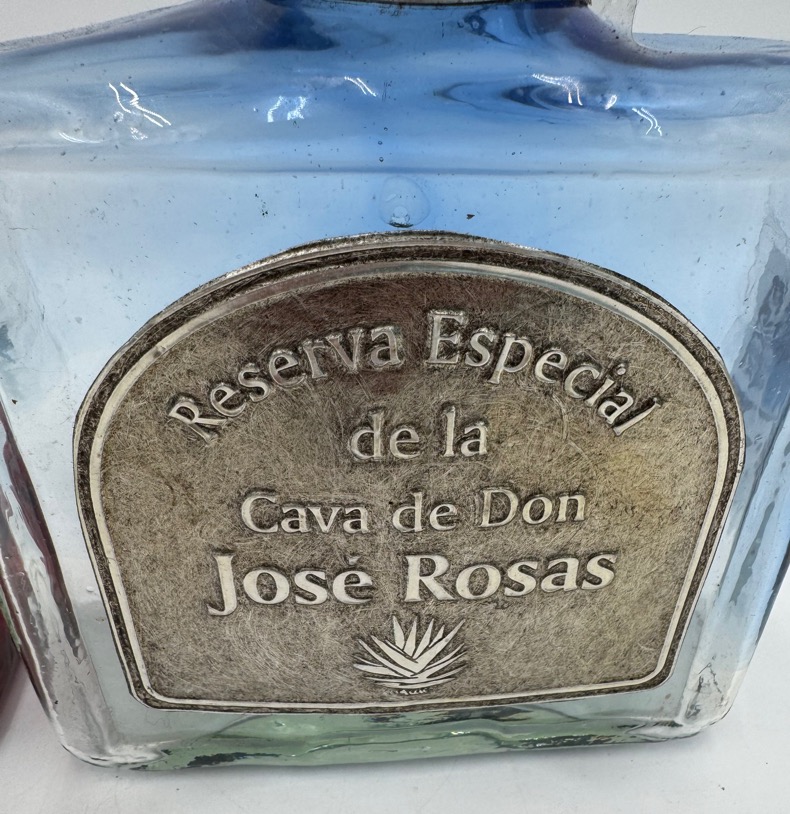 Reserva Especial
de la
Cava de Don
José Rosas